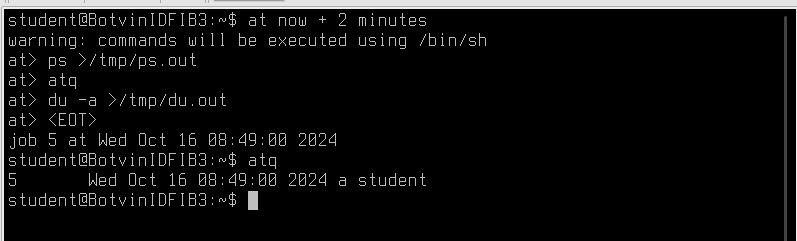 student@BotvinIDFIB3:~$ at now + 2 minutes
warning: commands will be executed using /bin/sh
at> ps >/tmp/ps.out
at> atq
at> du -a >/tmp/du.out
at> <EOT>
job 5 at Wed Oct 16 08:49:00 2024
student@BotvinIDFIB3:~$ atq
5       Wed Oct 16 08:49:00 2024 a student
student@BotvinIDFIB3:~$